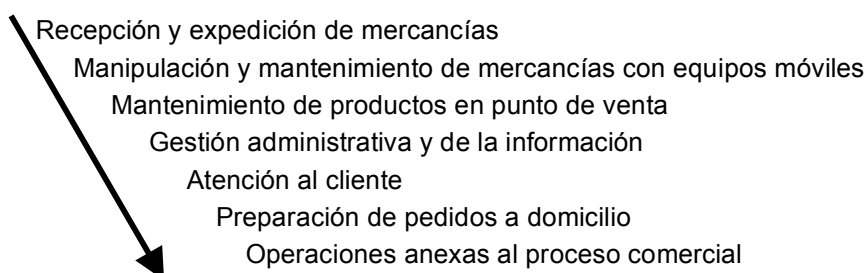 Recepción y expedición de mercancías
Manipulación y mantenimiento de mercancías con equipos móviles
Mantenimiento de productos en punto de venta
Gestión administrativa y de la información
Atención al cliente
Preparación de pedidos a domicilio
Operaciones anexas al proceso comercial